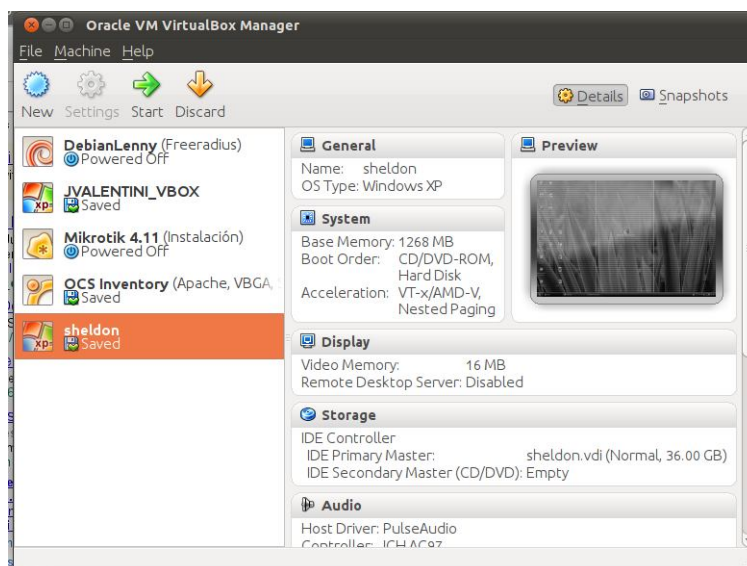 Oracle VM VirtualBox Manager
File Machine Help
New Settings Start Discard
Details Snapshots
DebianLenny (Freeradius)
Powered Off
JVALENTINI_VBOX
Saved
Mikrotik 4.11 (Instalación)
Powered Off
OCS Inventory (Apache, VBGA,
Saved
sheldon
Saved
General
Name: sheldon
OS Type: Windows XP
Preview
System
Base Memory: 1268 MB
Boot Order: CD/DVD-ROM,
Hard Disk
Acceleration: VT-x/AMD-V,
Nested Paging
Display
Video Memory: 16 MB
Remote Desktop Server: Disabled
Storage
IDE Controller
IDE Primary Master: sheldon.vdi (Normal, 36.00 GB)
IDE Secondary Master (CD/DVD): Empty
Audio
Host Driver: PulseAudio
Controller: ICH AC97